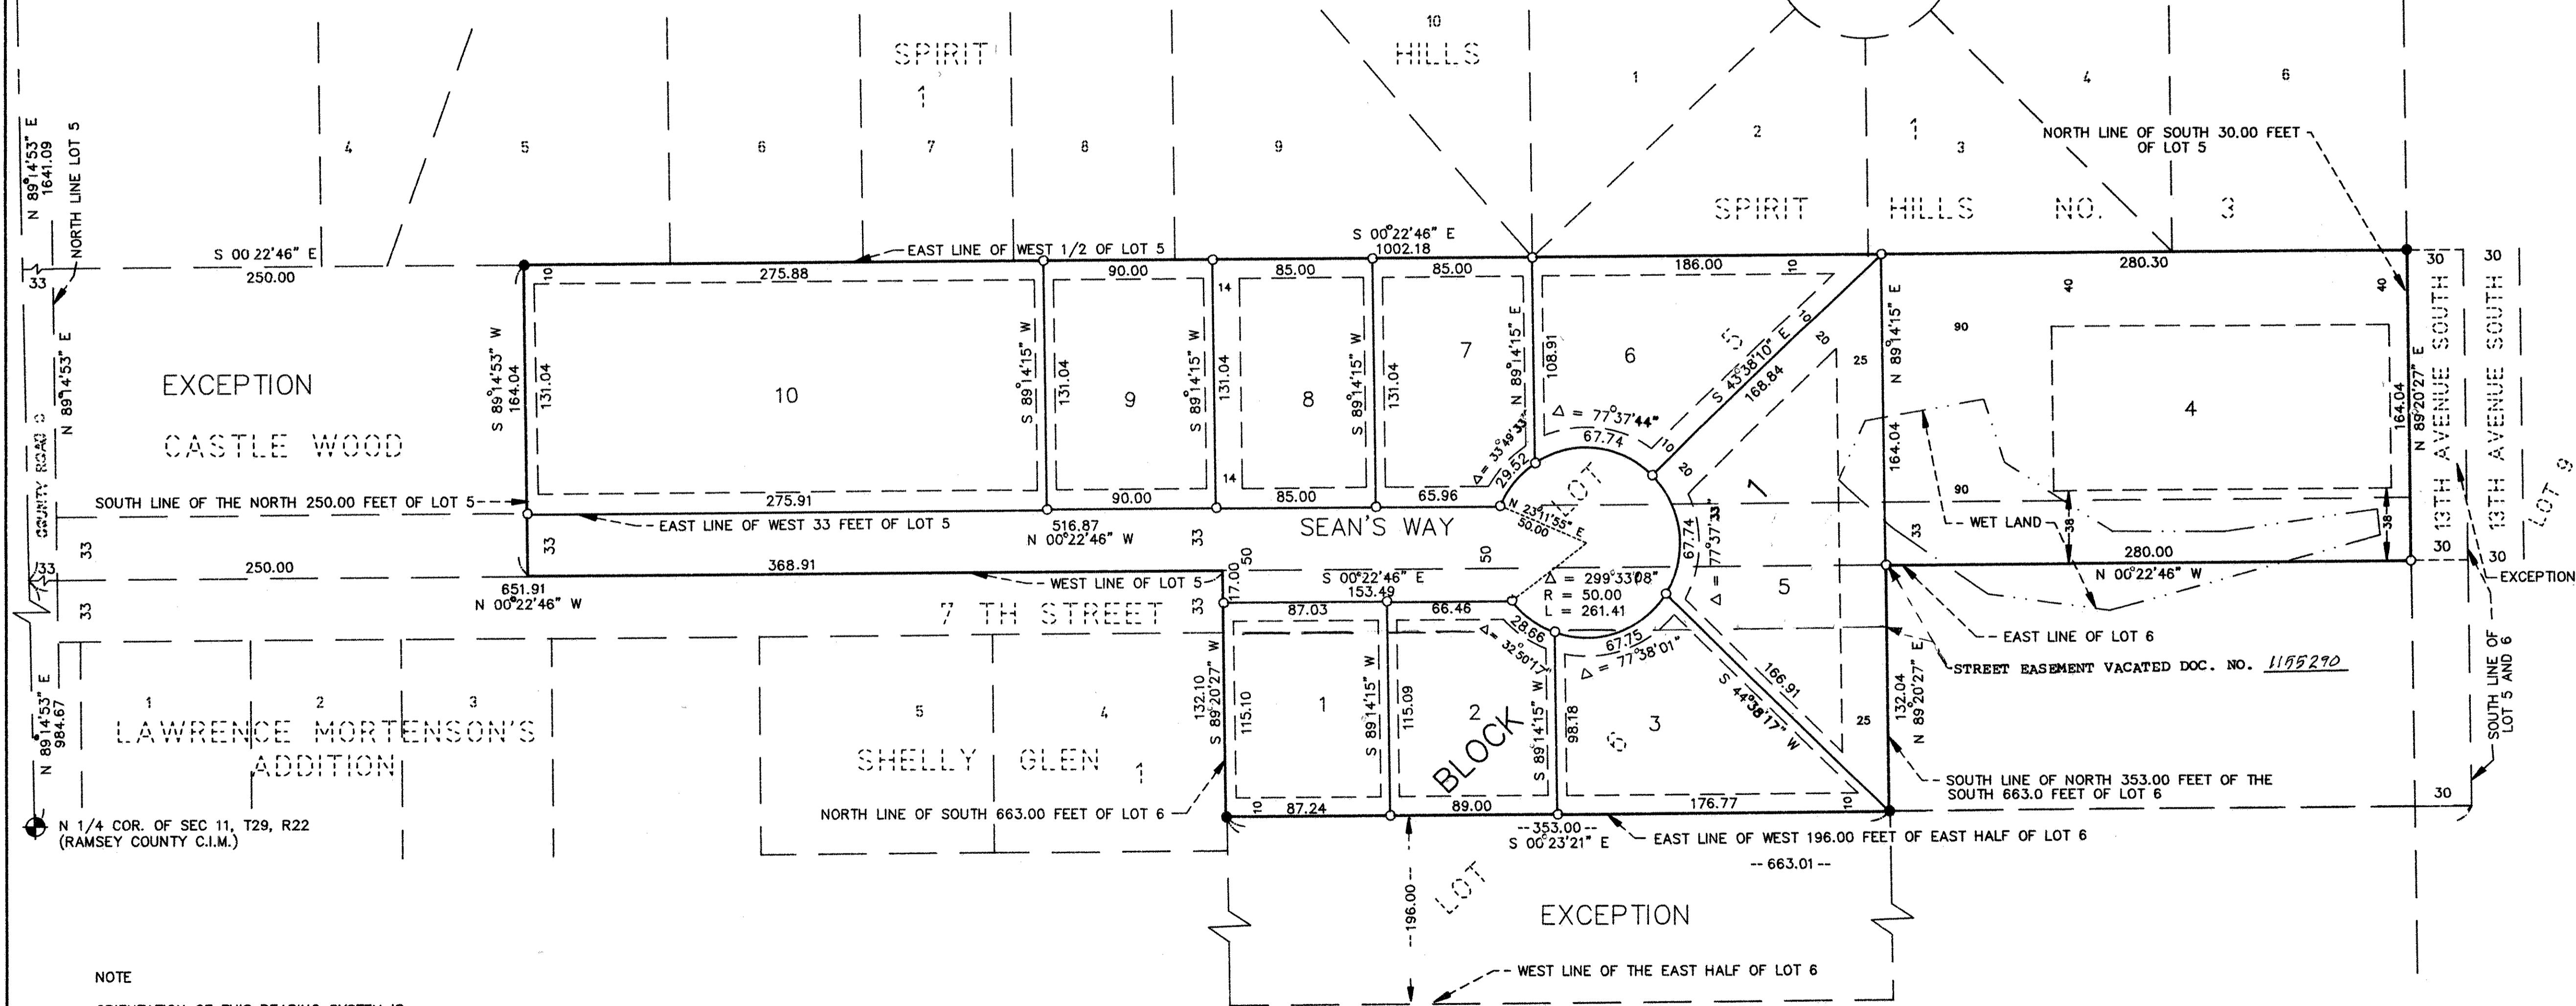 10
SPIRIT
HILLS
1
1
2
1
3
4
6
4
5
6
7
8
9
N 89°14'53" E
1641.09
NORTH LINE LOT 5
NORTH LINE OF SOUTH 30.00 FEET
OF LOT 5
SPIRIT HILLS NO. 3
S 00°22'46" E
1002.18
S 00 22'46" E
250.00
EAST LINE OF WEST 1/2 OF LOT 5
33
10
275.88
90.00
85.00
85.00
186.00
10
280.30
30
30
N 89°14'53" E
EXCEPTION
CASTLE WOOD
COUNTY ROAD C
S 89°14'53" W
164.04
131.04
10
S 89°14'15" W
131.04
9
S 89°14'15" W
131.04
14
14
8
S 89°14'15" W
131.04
7
N 89°14'15" E
108.91
6
5
S 43°38'10" E
168.84
10
20
25
N 89°14'15" E
164.04
40
40
90
90
4
164.04
N 89°20'27" E
13TH AVENUE SOUTH
13TH AVENUE SOUTH
LOT 9
Δ = 77°37'44"
67.74
10
20
Δ = 33°49'33"
29.52
LOT
1
SOUTH LINE OF THE NORTH 250.00 FEET OF LOT 5
275.91
90.00
85.00
65.96
EAST LINE OF WEST 33 FEET OF LOT 5
516.87
N 00°22'46" W
SEAN'S WAY
N 23°11'55" E
50.00
67.74
Δ = 77°37'33"
WET LAND
33
38
38
33
33
33
50
50
33
250.00
368.91
WEST LINE OF LOT 5
17.00
S 00°22'46" E
153.49
Δ = 299°33'08"
R = 50.00
L = 261.41
5
280.00
N 00°22'46" W
30
30
EXCEPTION
651.91
N 00°22'46" W
33
33
7 TH STREET
87.03
66.46
28.66
Δ = 32°50'17"
67.75
Δ = 77°38'01"
EAST LINE OF LOT 6
STREET EASEMENT VACATED DOC. NO. 1155290
SOUTH LINE OF
LOT 5 AND 6
N 89°14'53" E
984.67
1
2
3
LAWRENCE MORTENSON'S
ADDITION
5
4
SHELLY GLEN 1
132.10
S 89°20'27" W
115.10
1
S 89°14'15" W
115.09
2
BLOCK
S 89°14'15" W
98.18
3
6
166.91
S 44°38'17" W
25
132.04
N 89°20'27" E
SOUTH LINE OF NORTH 353.00 FEET OF THE
SOUTH 663.0 FEET OF LOT 6
30
NORTH LINE OF SOUTH 663.00 FEET OF LOT 6
10
87.24
89.00
176.77
10
N 1/4 COR. OF SEC 11, T29, R22
(RAMSEY COUNTY C.I.M.)
--353.00--
S 00°23'21" E
EAST LINE OF WEST 196.00 FEET OF EAST HALF OF LOT 6
-- 663.01 --
--196.00--
LOT
EXCEPTION
WEST LINE OF THE EAST HALF OF LOT 6
NOTE